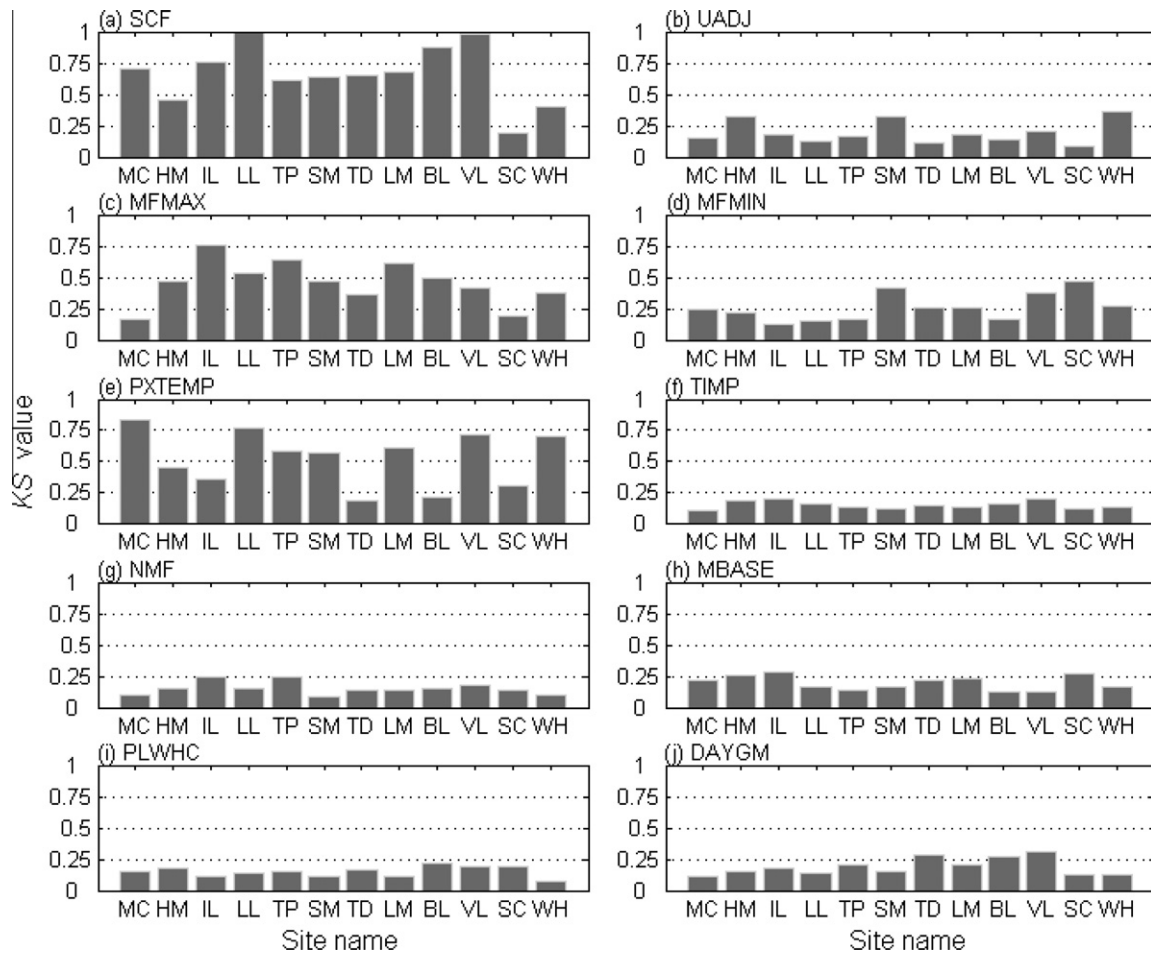 (a) SCF
1
0.75
0.5
0.25
0
MC HM IL LL TP SM TD LM BL VL SC WH
(b) UADJ
1
0.75
0.5
0.25
0
MC HM IL LL TP SM TD LM BL VL SC WH
(c) MFMAX
1
0.75
0.5
0.25
0
MC HM IL LL TP SM TD LM BL VL SC WH
(d) MFMIN
1
0.75
0.5
0.25
0
MC HM IL LL TP SM TD LM BL VL SC WH
KS value
(e) PXTEMP
1
0.75
0.5
0.25
0
MC HM IL LL TP SM TD LM BL VL SC WH
(f) TIMP
1
0.75
0.5
0.25
0
MC HM IL LL TP SM TD LM BL VL SC WH
(g) NMF
1
0.75
0.5
0.25
0
MC HM IL LL TP SM TD LM BL VL SC WH
(h) MBASE
1
0.75
0.5
0.25
0
MC HM IL LL TP SM TD LM BL VL SC WH
(i) PLWHC
1
0.75
0.5
0.25
0
MC HM IL LL TP SM TD LM BL VL SC WH
Site name
(j) DAYGM
1
0.75
0.5
0.25
0
MC HM IL LL TP SM TD LM BL VL SC WH
Site name